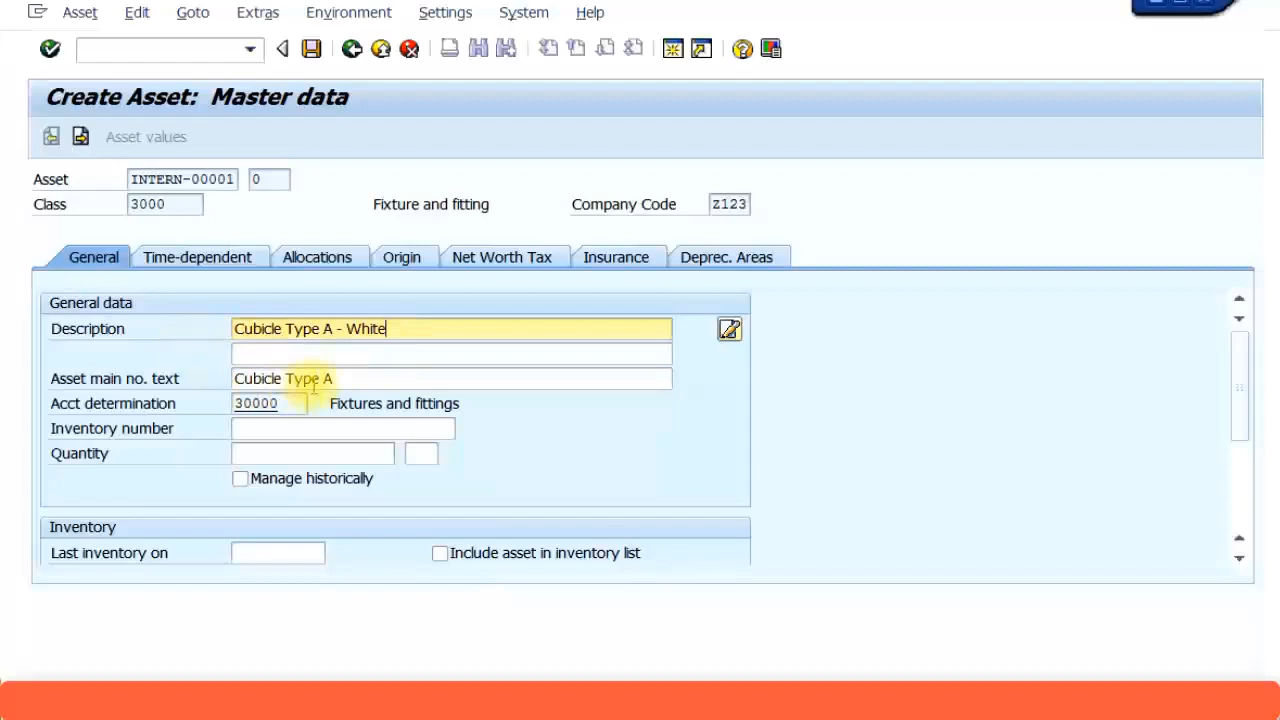 Asset Edit Goto Extras Environment Settings System Help
Create Asset: Master data
Asset values
Asset INTERN-00001 0
Class 3000 Fixture and fitting Company Code Z123
General Time-dependent Allocations Origin Net Worth Tax Insurance Deprec. Areas
General data
Description Cubicle Type A - White
Asset main no. text Cubicle Type A
Acct determination 30000 Fixtures and fittings
Inventory number
Quantity
Manage historically
Inventory
Last inventory on Include asset in inventory list